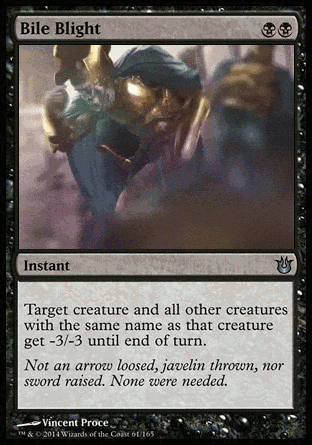 Bile Blight
Instant
Target creature and all other creatures
with the same name as that creature
get -3/-3 until end of turn.
Not an arrow loosed, javelin thrown, nor
sword raised. None were needed.
Vincent Proce
™ & © 2014 Wizards of the Coast 61/165